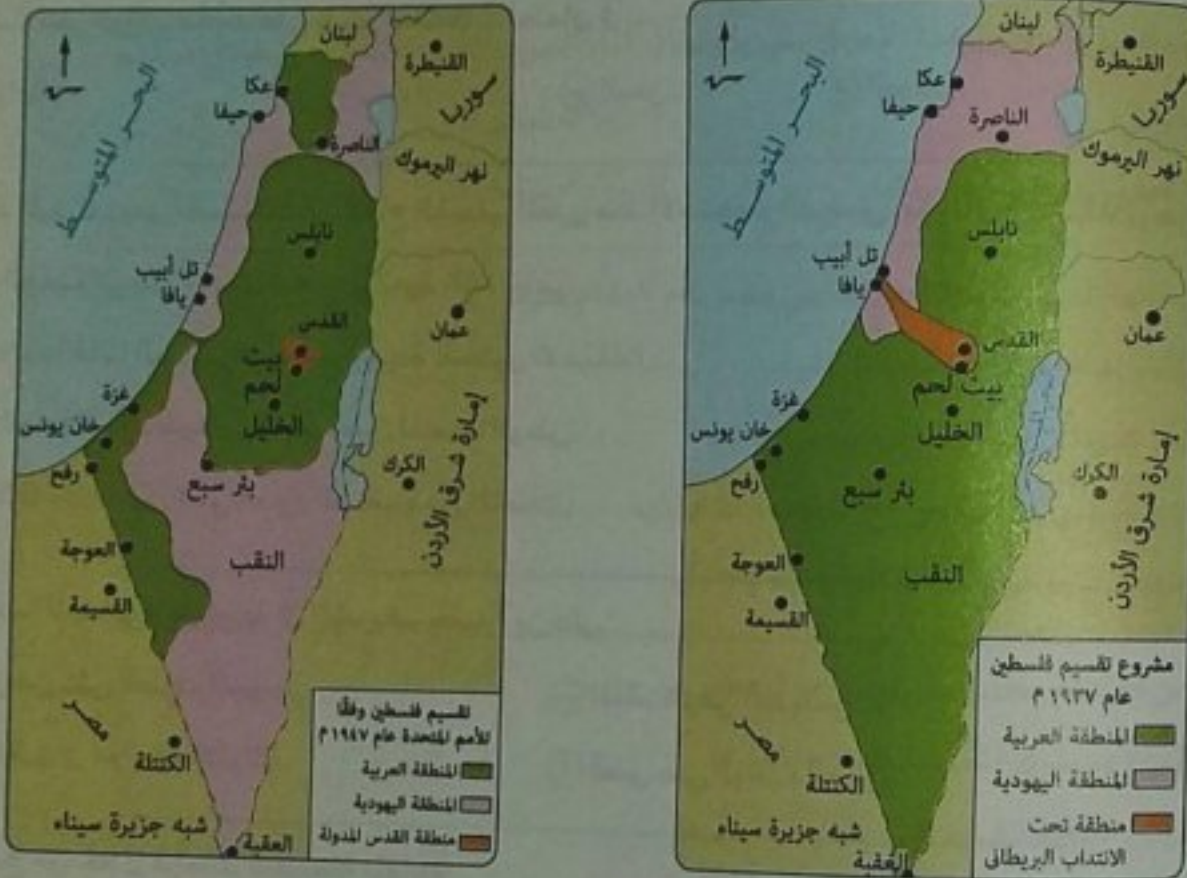 لبنان
القنيطرة
سوريا
عكا
حيفا
الناصرة
نهر اليرموك
البحر المتوسط
نابلس
تل أبيب
يافا
عمان
القدس
بيت لحم
الخليل
غزة
خان يونس
رفح
بئر سبع
الكرك
إمارة شرق الأردن
النقب
العوجة
القسيمة
مشروع تقسيم فلسطين
عام ١٩٣٧ م
المنطقة العربية
المنطقة اليهودية
منطقة تحت
الانتداب البريطانى
مصر
الكنتلة
شبه جزيرة سيناء
العقبة
لبنان
القنيطرة
سوريا
عكا
حيفا
الناصرة
نهر اليرموك
البحر المتوسط
نابلس
تل أبيب
يافا
عمان
القدس
بيت
لحم
الخليل
غزة
خان يونس
رفح
بئر سبع
الكرك
إمارة شرق الأردن
النقب
العوجة
القسيمة
تقسيم فلسطين وفقًا
للأمم المتحدة عام ١٩٤٧ م
المنطقة العربية
المنطقة اليهودية
منطقة القدس المدولة
مصر
الكنتلة
شبه جزيرة سيناء
العقبة